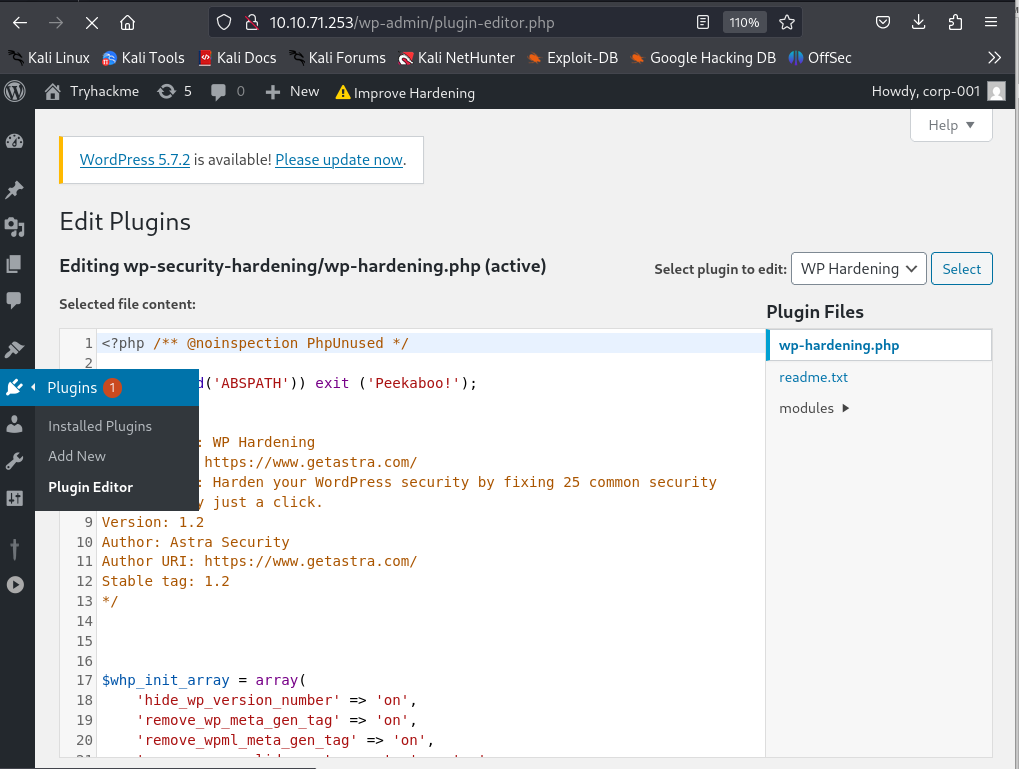 10.10.71.253/wp-admin/plugin-editor.php
110%
Kali Linux Kali Tools Kali Docs Kali Forums Kali NetHunter Exploit-DB Google Hacking DB OffSec
Tryhackme 5 0 New Improve Hardening Howdy, corp-001
Help
WordPress 5.7.2 is available! Please update now.
Edit Plugins
Editing wp-security-hardening/wp-hardening.php (active)
Select plugin to edit: WP Hardening Select
Selected file content:
Plugin Files
wp-hardening.php
readme.txt
modules
Plugins 1
Installed Plugins
Add New
Plugin Editor
1 <?php /** @noinspection PhpUnused */
2
('ABSPATH')) exit ('Peekaboo!');
: WP Hardening
https://www.getastra.com/
: Harden your WordPress security by fixing 25 common security
just a click.
9 Version: 1.2
10 Author: Astra Security
11 Author URI: https://www.getastra.com/
12 Stable tag: 1.2
13 */
14
15
16
17 $whp_init_array = array(
18 'hide_wp_version_number' => 'on',
19 'remove_wp_meta_gen_tag' => 'on',
20 'remove_wpml_meta_gen_tag' => 'on',